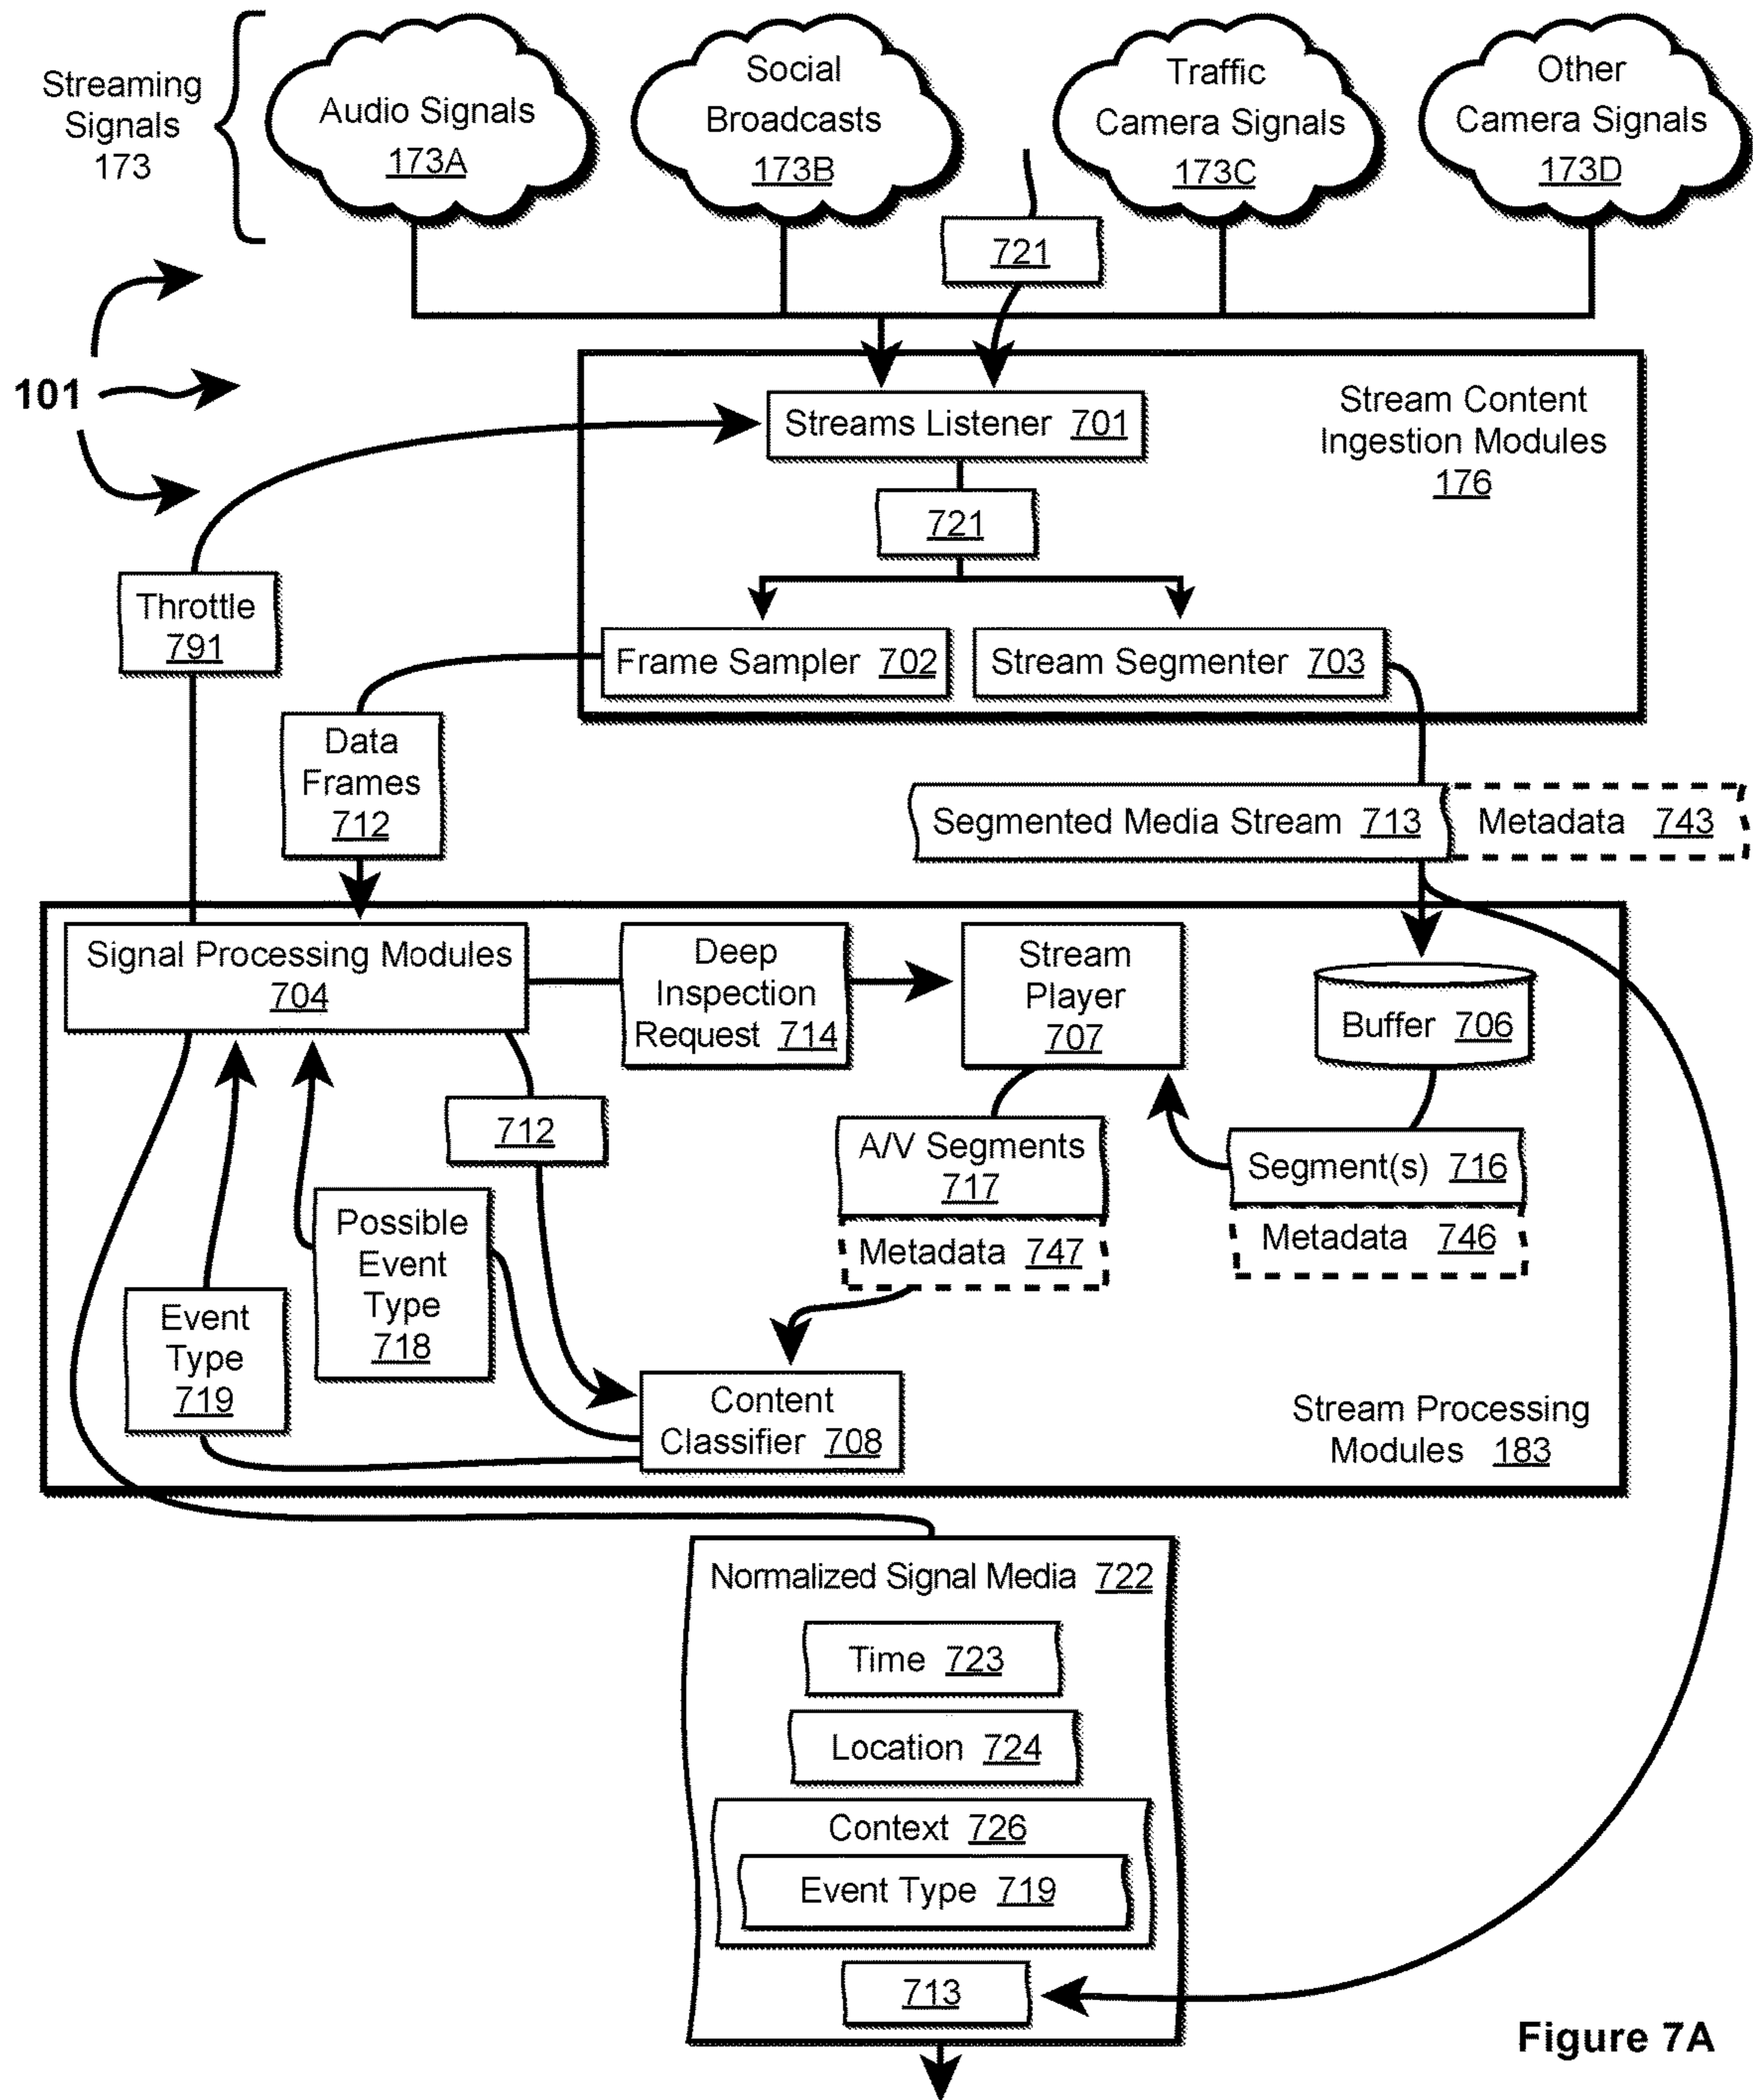 Streaming
Signals
173
Audio Signals
173A
Social
Broadcasts
173B
Traffic
Camera Signals
173C
Other
Camera Signals
173D
721
101
Streams Listener 701
Stream Content
Ingestion Modules
176
721
Throttle
791
Frame Sampler 702
Stream Segmenter 703
Data
Frames
712
Segmented Media Stream 713
Metadata 743
Signal Processing Modules
704
Deep
Inspection
Request 714
Stream
Player
707
Buffer 706
712
A/V Segments
717
Metadata 747
Segment(s) 716
Metadata 746
Possible
Event
Type
718
Event
Type
719
Content
Classifier 708
Stream Processing
Modules 183
Normalized Signal Media 722
Time 723
Location 724
Context 726
Event Type 719
713
Figure 7A